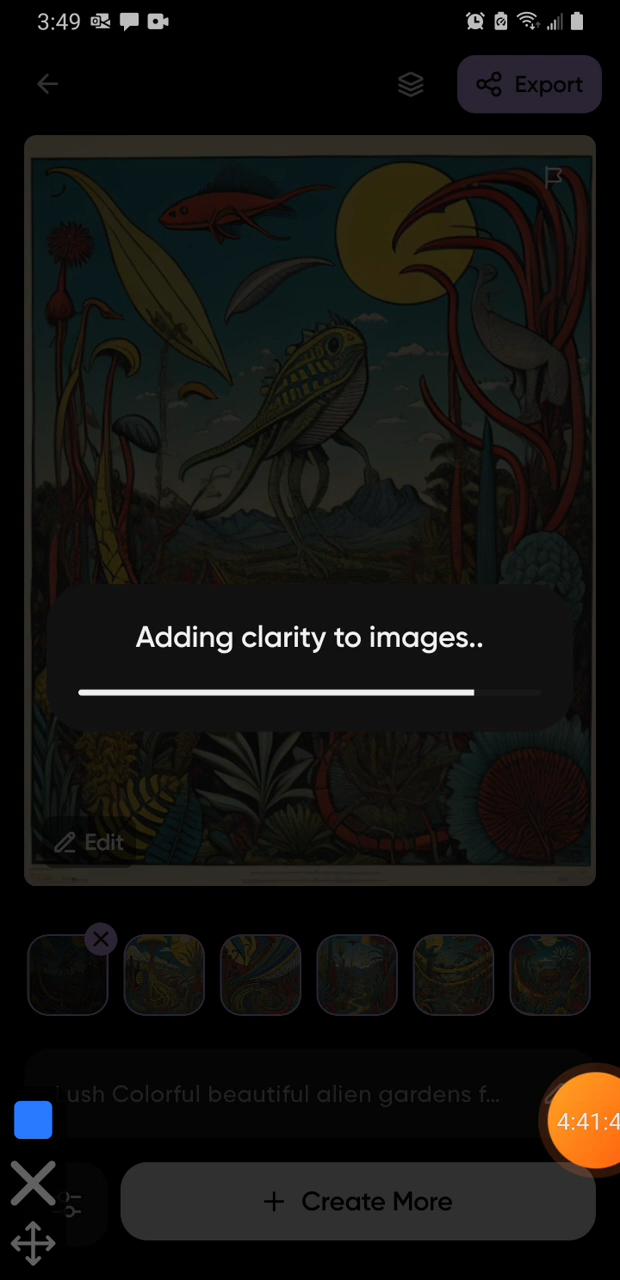 3:49
Export
Adding clarity to images..
Edit
ush Colorful beautiful alien gardens f...
4:41:4
+ Create More